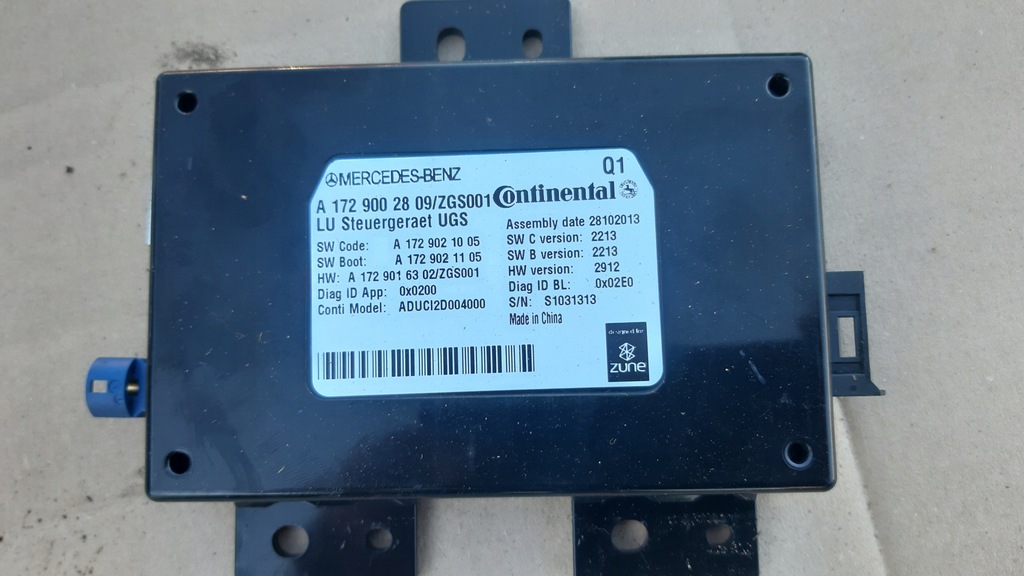 MERCEDES-BENZ
Q1
A 172 900 28 09/ZGS001
Continental
LU Steuergeraet UGS
SW Code: A 172 902 10 05
SW Boot: A 172 902 11 05
HW: A 172 901 63 02/ZGS001
Diag ID App: 0x0200
Conti Model: ADUCI2D004000
Assembly date 28102013
SW C version: 2213
SW B version: 2213
HW version: 2912
Diag ID BL: 0x02E0
S/N: S1031313
Made in China
designed for
zune